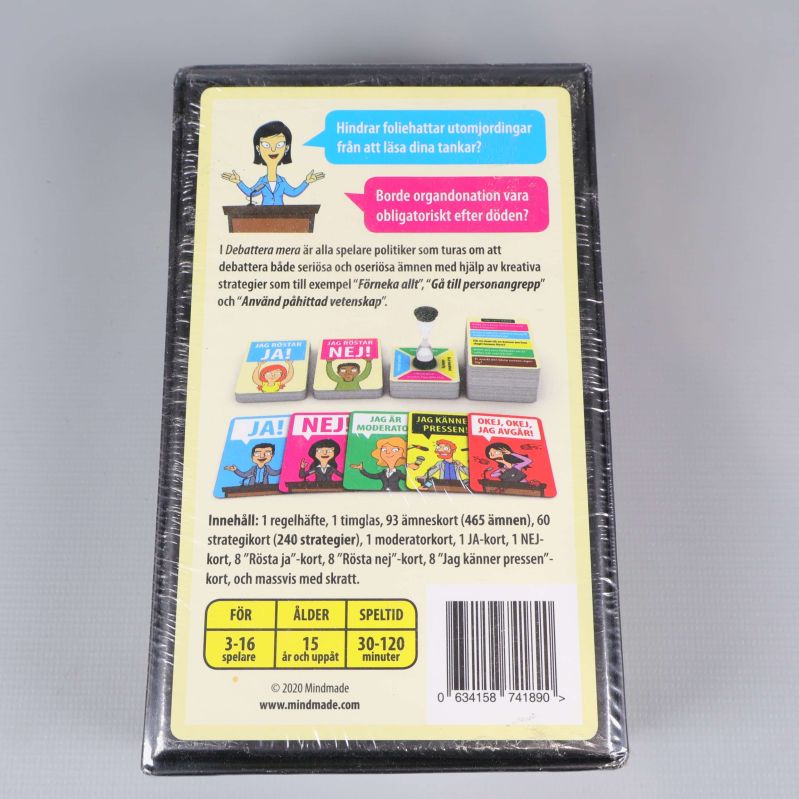 Hindrar foliehattar utomjordingar
från att läsa dina tankar?
Borde organdonation vara
obligatoriskt efter döden?
I Debattera mera är alla spelare politiker som turas om att
debattera både seriösa och oseriösa ämnen med hjälp av kreativa
strategier som till exempel "Förneka allt", "Gå till personangrepp"
och "Använd påhittad vetenskap".
JAG RÖSTAR
JA!
JAG RÖSTAR
NEJ!
JA!
NEJ!
JAG ÄR
MODERATO
JAG KÄNNE
PRESSEN!
OKEJ, OKEJ,
JAG AVGÅR!
Innehåll: 1 regelhäfte, 1 timglas, 93 ämneskort (465 ämnen), 60
strategikort (240 strategier), 1 moderatorkort, 1 JA-kort, 1 NEJ-
kort, 8 "Rösta ja"-kort, 8 "Rösta nej"-kort, 8 "Jag känner pressen"-
kort, och massvis med skratt.
FÖR ÅLDER SPELTID
3-16 15 30-120
spelare år och uppåt minuter
© 2020 Mindmade
www.mindmade.com
0 634158 741890 >